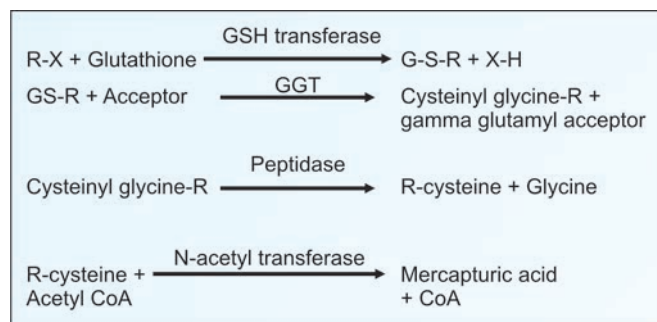 GSH transferase
R-X + Glutathione G-S-R + X-H
GS-R + Acceptor GGT Cysteinyl glycine-R +
gamma glutamyl acceptor
Peptidase
Cysteinyl glycine-R R-cysteine + Glycine
N-acetyl transferase
R-cysteine + Mercapturic acid
Acetyl CoA + CoA